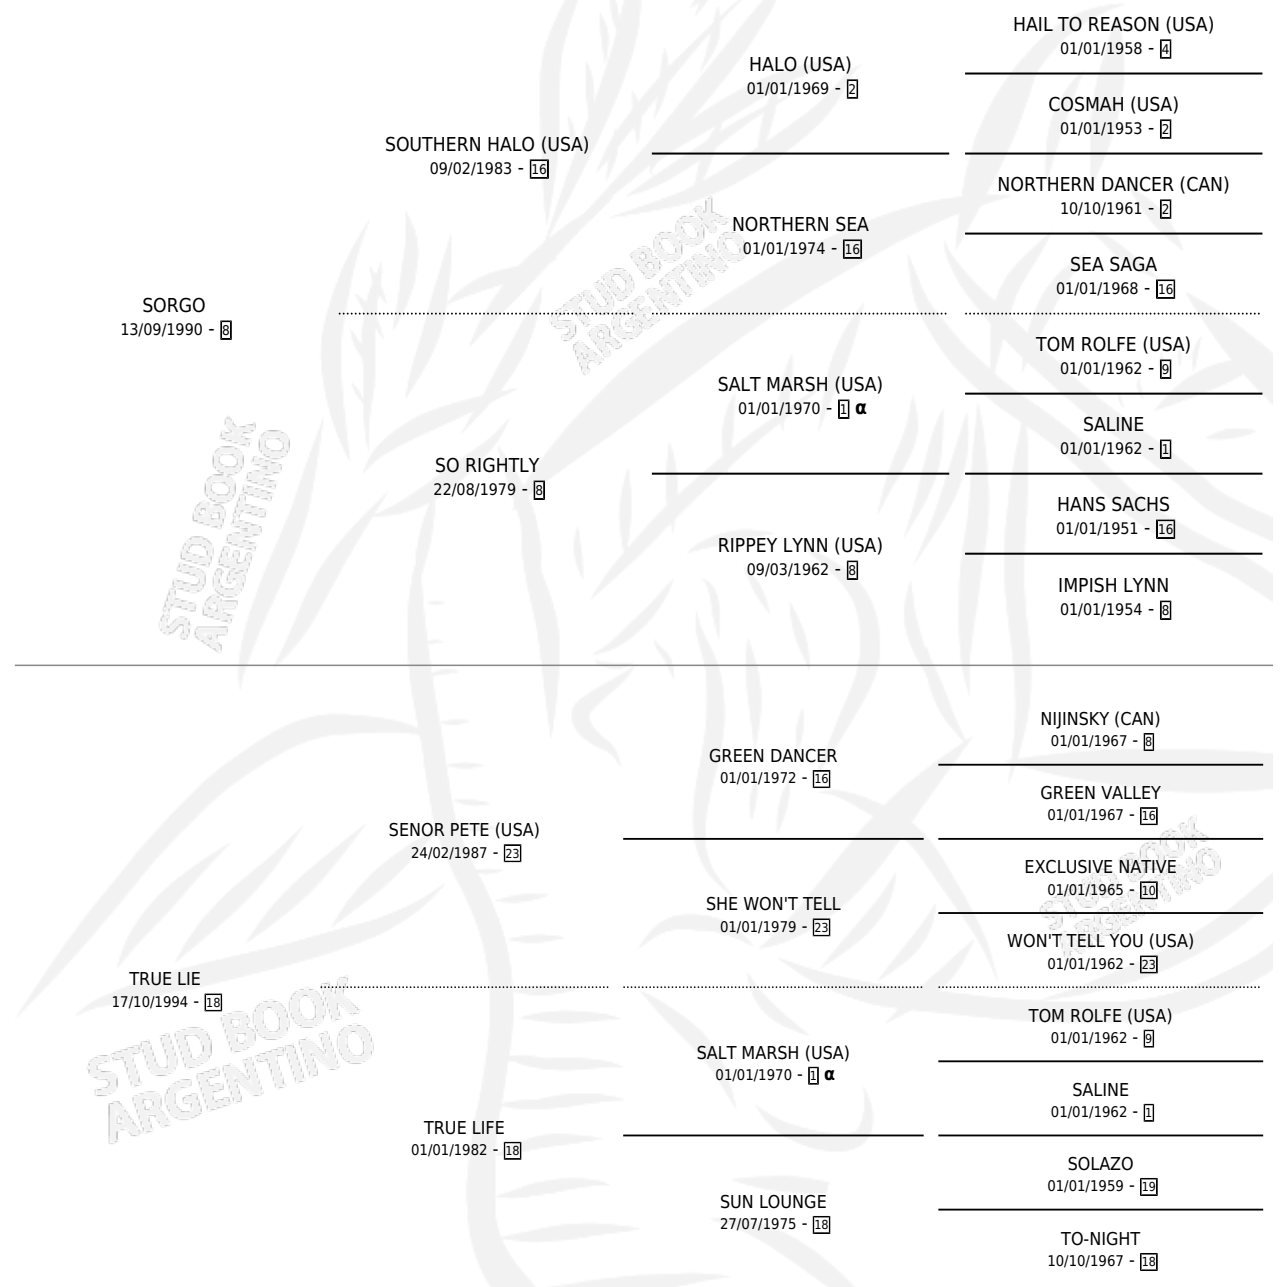 HAIL TO REASON (USA)
01/01/1958 - 4
HALO (USA)
01/01/1969 - 2
COSMAH (USA)
01/01/1953 - 2
SOUTHERN HALO (USA)
09/02/1983 - 16
NORTHERN DANCER (CAN)
10/10/1961 - 2
NORTHERN SEA
01/01/1974 - 16
SEA SAGA
01/01/1968 - 16
SORGO
13/09/1990 - 8
TOM ROLFE (USA)
01/01/1962 - 9
SALT MARSH (USA)
01/01/1970 - 1 α
SALINE
01/01/1962 - 1
SO RIGHTLY
22/08/1979 - 8
HANS SACHS
01/01/1951 - 16
RIPPEY LYNN (USA)
09/03/1962 - 8
IMPISH LYNN
01/01/1954 - 8
NIJINSKY (CAN)
01/01/1967 - 8
GREEN DANCER
01/01/1972 - 16
GREEN VALLEY
01/01/1967 - 16
SENOR PETE (USA)
24/02/1987 - 23
EXCLUSIVE NATIVE
01/01/1965 - 10
SHE WON'T TELL
01/01/1979 - 23
WON'T TELL YOU (USA)
01/01/1962 - 23
TRUE LIE
17/10/1994 - 18
TOM ROLFE (USA)
01/01/1962 - 9
SALT MARSH (USA)
01/01/1970 - 1 α
SALINE
01/01/1962 - 1
TRUE LIFE
01/01/1982 - 18
SOLAZO
01/01/1959 - 19
SUN LOUNGE
27/07/1975 - 18
TO-NIGHT
10/10/1967 - 18
STUD BOOK
ARGENTINO
STUD BOOK
ARGENTINO
STUD BOOK
ARGENTINO
STUD BOOK
ARGENTINO